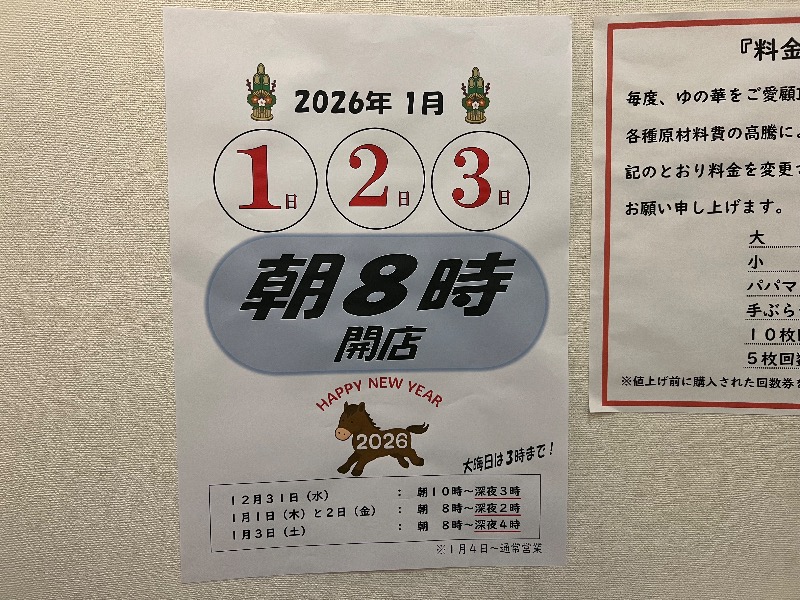 2026年 1月
1日 2日 3日
朝8時
開店
HAPPY NEW YEAR
2026
大晦日は3時まで！
12月31日（水） ： 朝10時～深夜3時
1月1日（木）と2日（金） ： 朝 8時～深夜2時
1月3日（土） ： 朝 8時～深夜4時
※1月4日～通常営業
『料金
毎度、ゆの華をご愛顧
各種原材料費の高騰に
記のとおり料金を変更
お願い申し上げます。
大
小
パパマ
手ぶら
10枚
5枚回
※値上げ前に購入された回数券